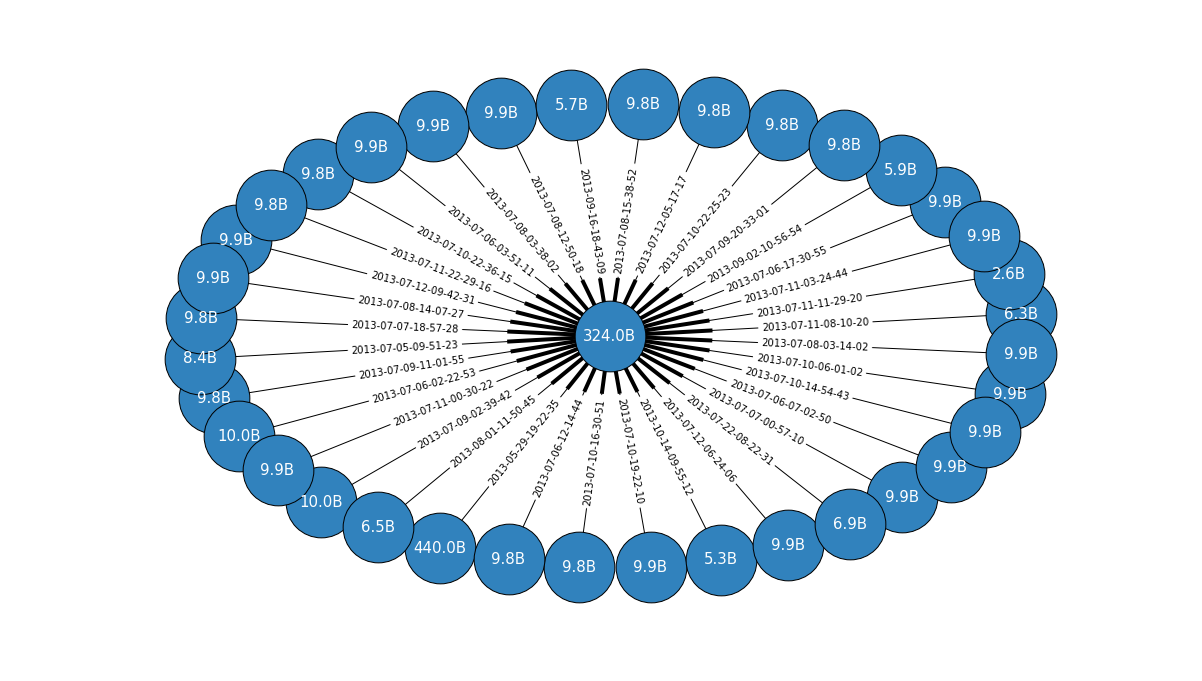 5.7B
9.8B
9.9B
9.8B
9.9B
9.8B
9.9B
9.8B
9.8B
5.9B
9.8B
9.9B
9.8B
9.9B
9.9B
9.9B
2.6B
9.8B
6.3B
8.4B
9.9B
9.8B
9.9B
10.0B
9.9B
9.9B
9.9B
10.0B
9.9B
6.5B
6.9B
440.0B
9.9B
9.8B
5.3B
9.8B
9.9B
324.0B
2013-09-16-18-43-09
2013-07-08-15-38-52
2013-07-12-05-17-17
2013-07-10-22-25-23
2013-07-09-20-33-01
2013-09-02-10-56-54
2013-07-06-17-30-55
2013-07-11-03-24-44
2013-07-11-11-29-20
2013-07-11-08-10-20
2013-07-08-03-14-02
2013-07-10-06-01-02
2013-07-10-14-54-43
2013-07-06-07-02-50
2013-07-07-00-57-10
2013-07-22-08-22-31
2013-07-12-06-24-06
2013-10-14-09-55-12
2013-07-10-19-22-10
2013-07-10-16-30-51
2013-07-06-12-14-44
2013-05-29-19-22-35
2013-08-01-11-50-45
2013-07-09-02-39-42
2013-07-11-00-30-22
2013-07-06-02-22-53
2013-07-09-11-01-55
2013-07-05-09-51-23
2013-07-07-18-57-28
2013-07-08-14-07-27
2013-07-12-09-42-31
2013-07-11-22-29-16
2013-07-10-22-36-15
2013-07-06-03-51-11
2013-07-08-03-38-02
2013-07-08-12-50-18